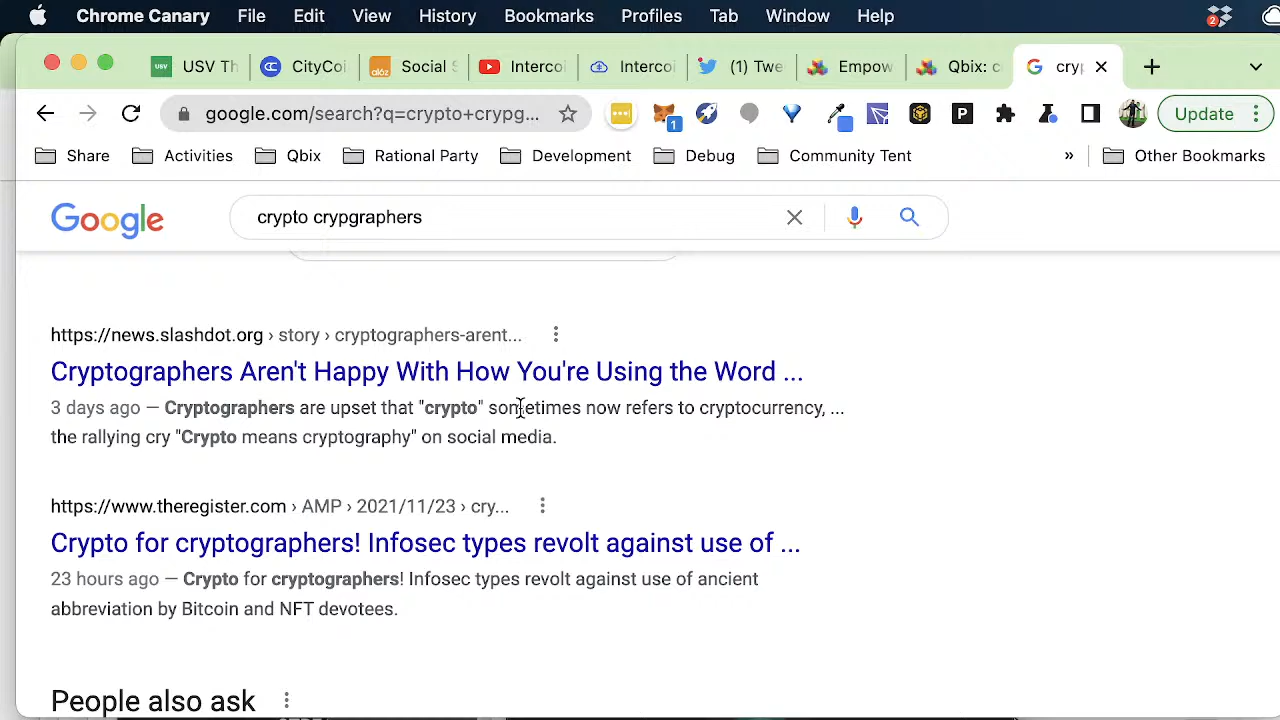 Chrome Canary File Edit View History Bookmarks Profiles Tab Window Help 2
USV Th CityCoi Social S Interco Interco (1) Twe Empow Qbix: c cryp
google.com/search?q=crypto+crypg... 1 P Update
Share Activities Qbix Rational Party Development Debug Community Tent » Other Bookmarks
Google crypto crypgraphers
https://news.slashdot.org › story › cryptographers-arent...
Cryptographers Aren't Happy With How You're Using the Word ...
3 days ago — Cryptographers are upset that "crypto" sometimes now refers to cryptocurrency, ...
the rallying cry "Crypto means cryptography" on social media.
https://www.theregister.com › AMP › 2021/11/23 › cry...
Crypto for cryptographers! Infosec types revolt against use of ...
23 hours ago — Crypto for cryptographers! Infosec types revolt against use of ancient
abbreviation by Bitcoin and NFT devotees.
People also ask